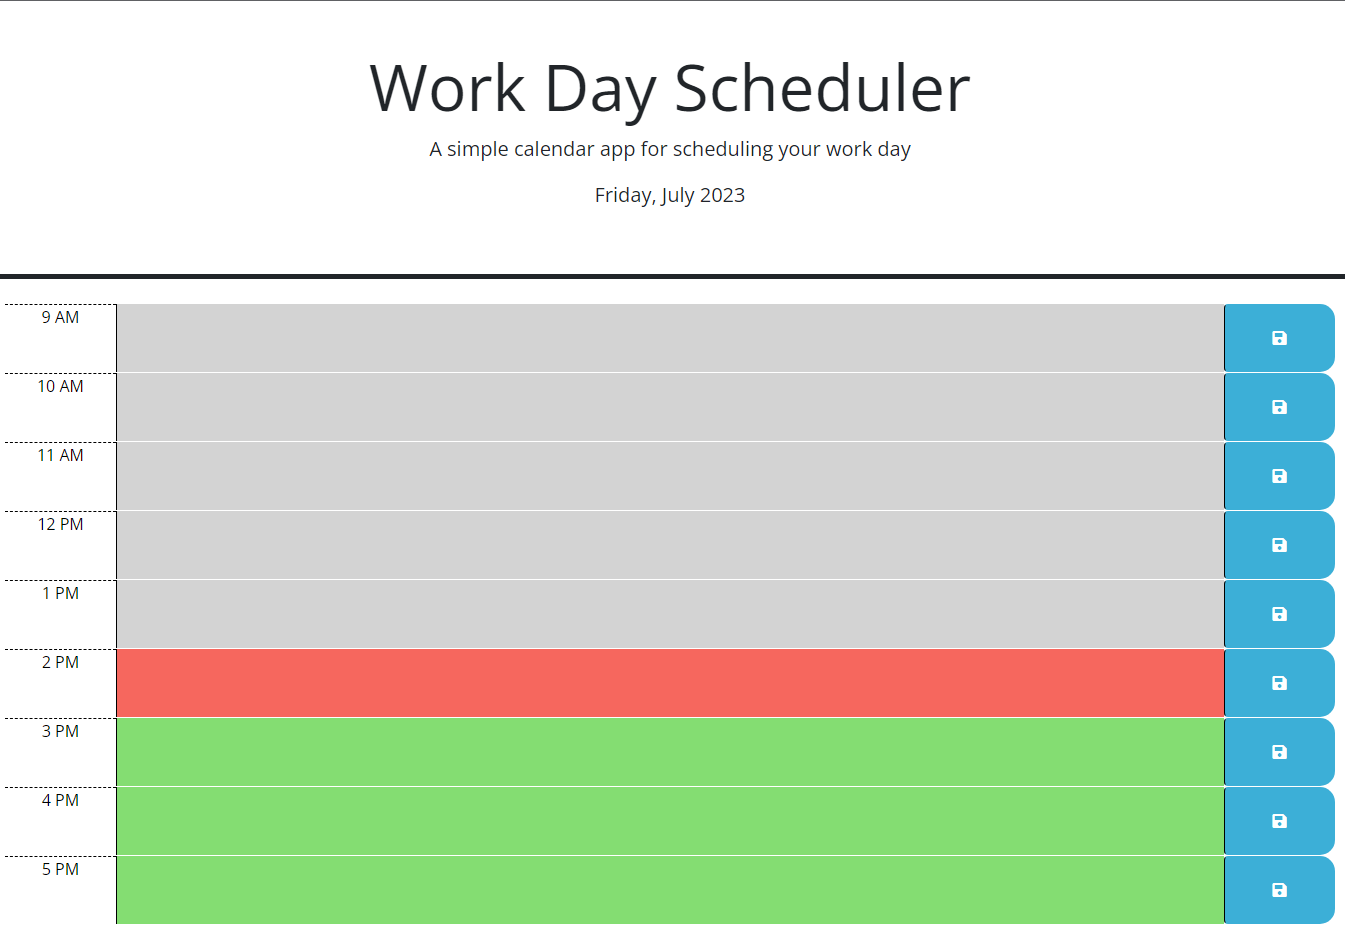 Work Day Scheduler
A simple calendar app for scheduling your work day
Friday, July 2023
9 AM
10 AM
11 AM
12 PM
1 PM
2 PM
3 PM
4 PM
5 PM